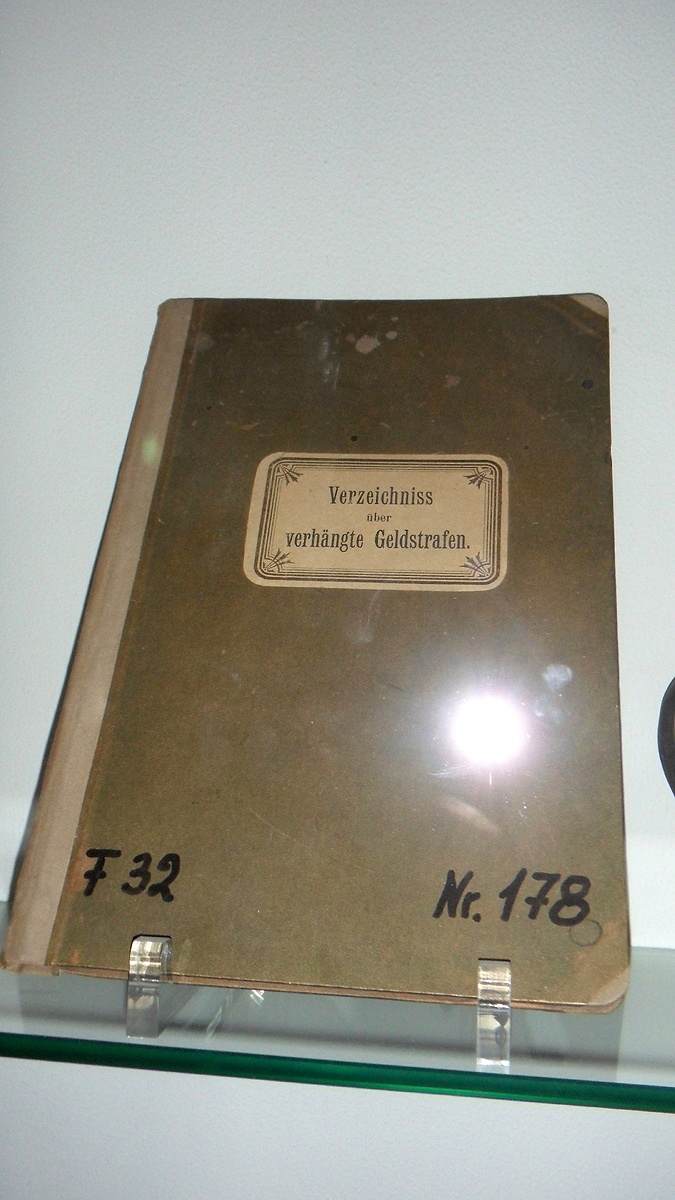 Verzeichniss
über
verhängte Geldstrafen.
F 32
Nr. 178